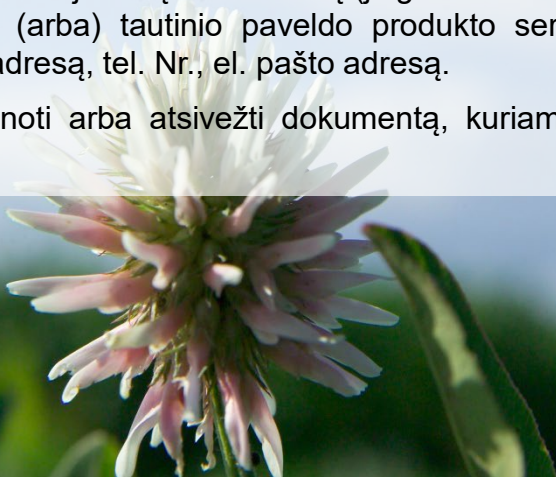 (arba) tautinio paveldo produkto ser
adresą, tel. Nr., el. pašto adresą.
noti arba atsivežti dokumentą, kuriam